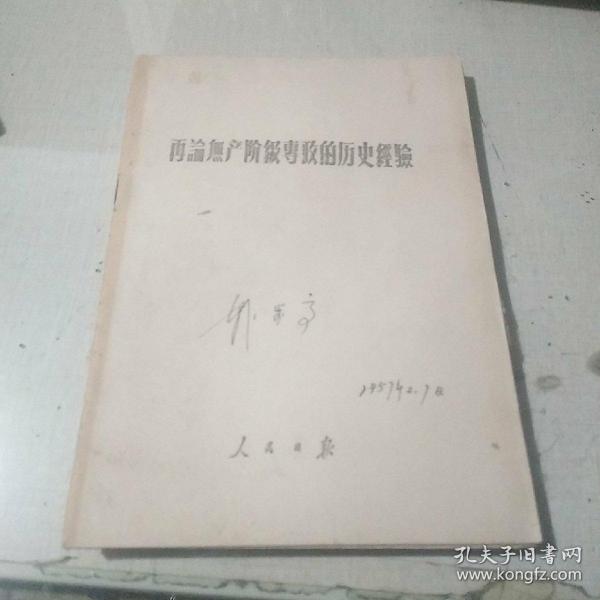 再論無产阶級專政的历史經驗
1957年2.7日
人民日報
孔夫子旧書网
www.kongfz.com